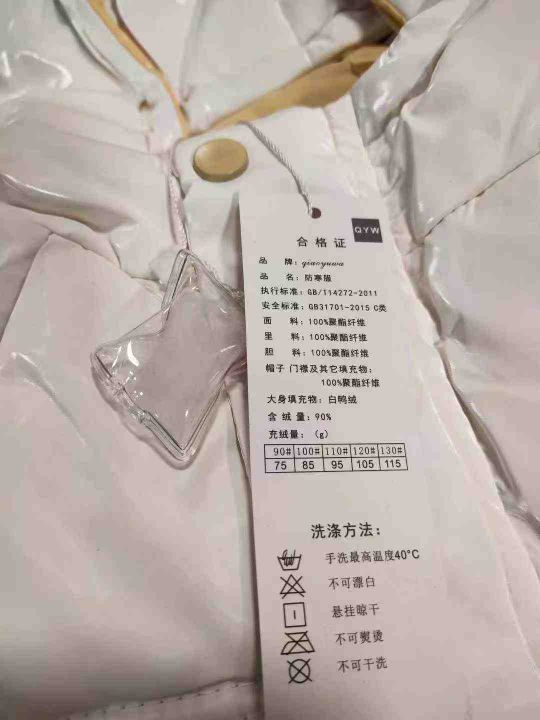 QYW
合格证
品 牌：qiaoyuwa
品 名：防寒服
执行标准：GB/T14272-2011
安全标准：GB31701-2015 C类
面 料：100%聚酯纤维
里 料：100%聚酯纤维
胆 料：100%聚酯纤维
帽子 门襟及其它填充物：
100%聚酯纤维
大身填充物：白鸭绒
含 绒 量：90%
充绒量：（g）
90# 100# 110# 120# 130#
75 85 95 105 115
洗涤方法：
手洗最高温度40°C
不可漂白
悬挂晾干
不可熨烫
不可干洗